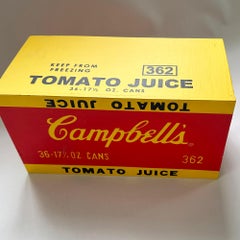 KEEP FROM
FREEZING
362
TOMATO JUICE
36-17½ OZ. CANS
TOMATO JUICE
Campbell's
36-17½ OZ CANS
362
TOMATO JUICE